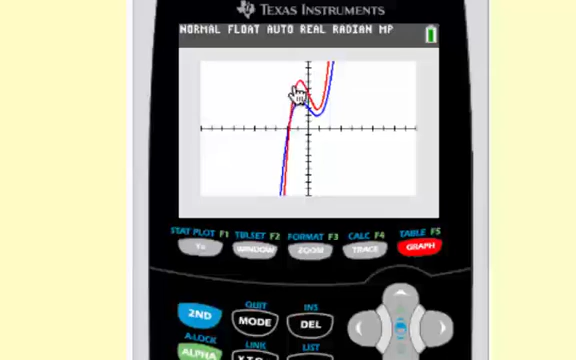 TEXAS INSTRUMENTS
NORMAL FLOAT AUTO REAL RADIAN MP
STAT PLOT F1 TBLSET F2 FORMAT F3 CALC F4 TABLE F5
Y= WINDOW ZOOM TRACE GRAPH
QUIT INS
2ND MODE DEL
A-LOCK LINK LIST
ALPHA